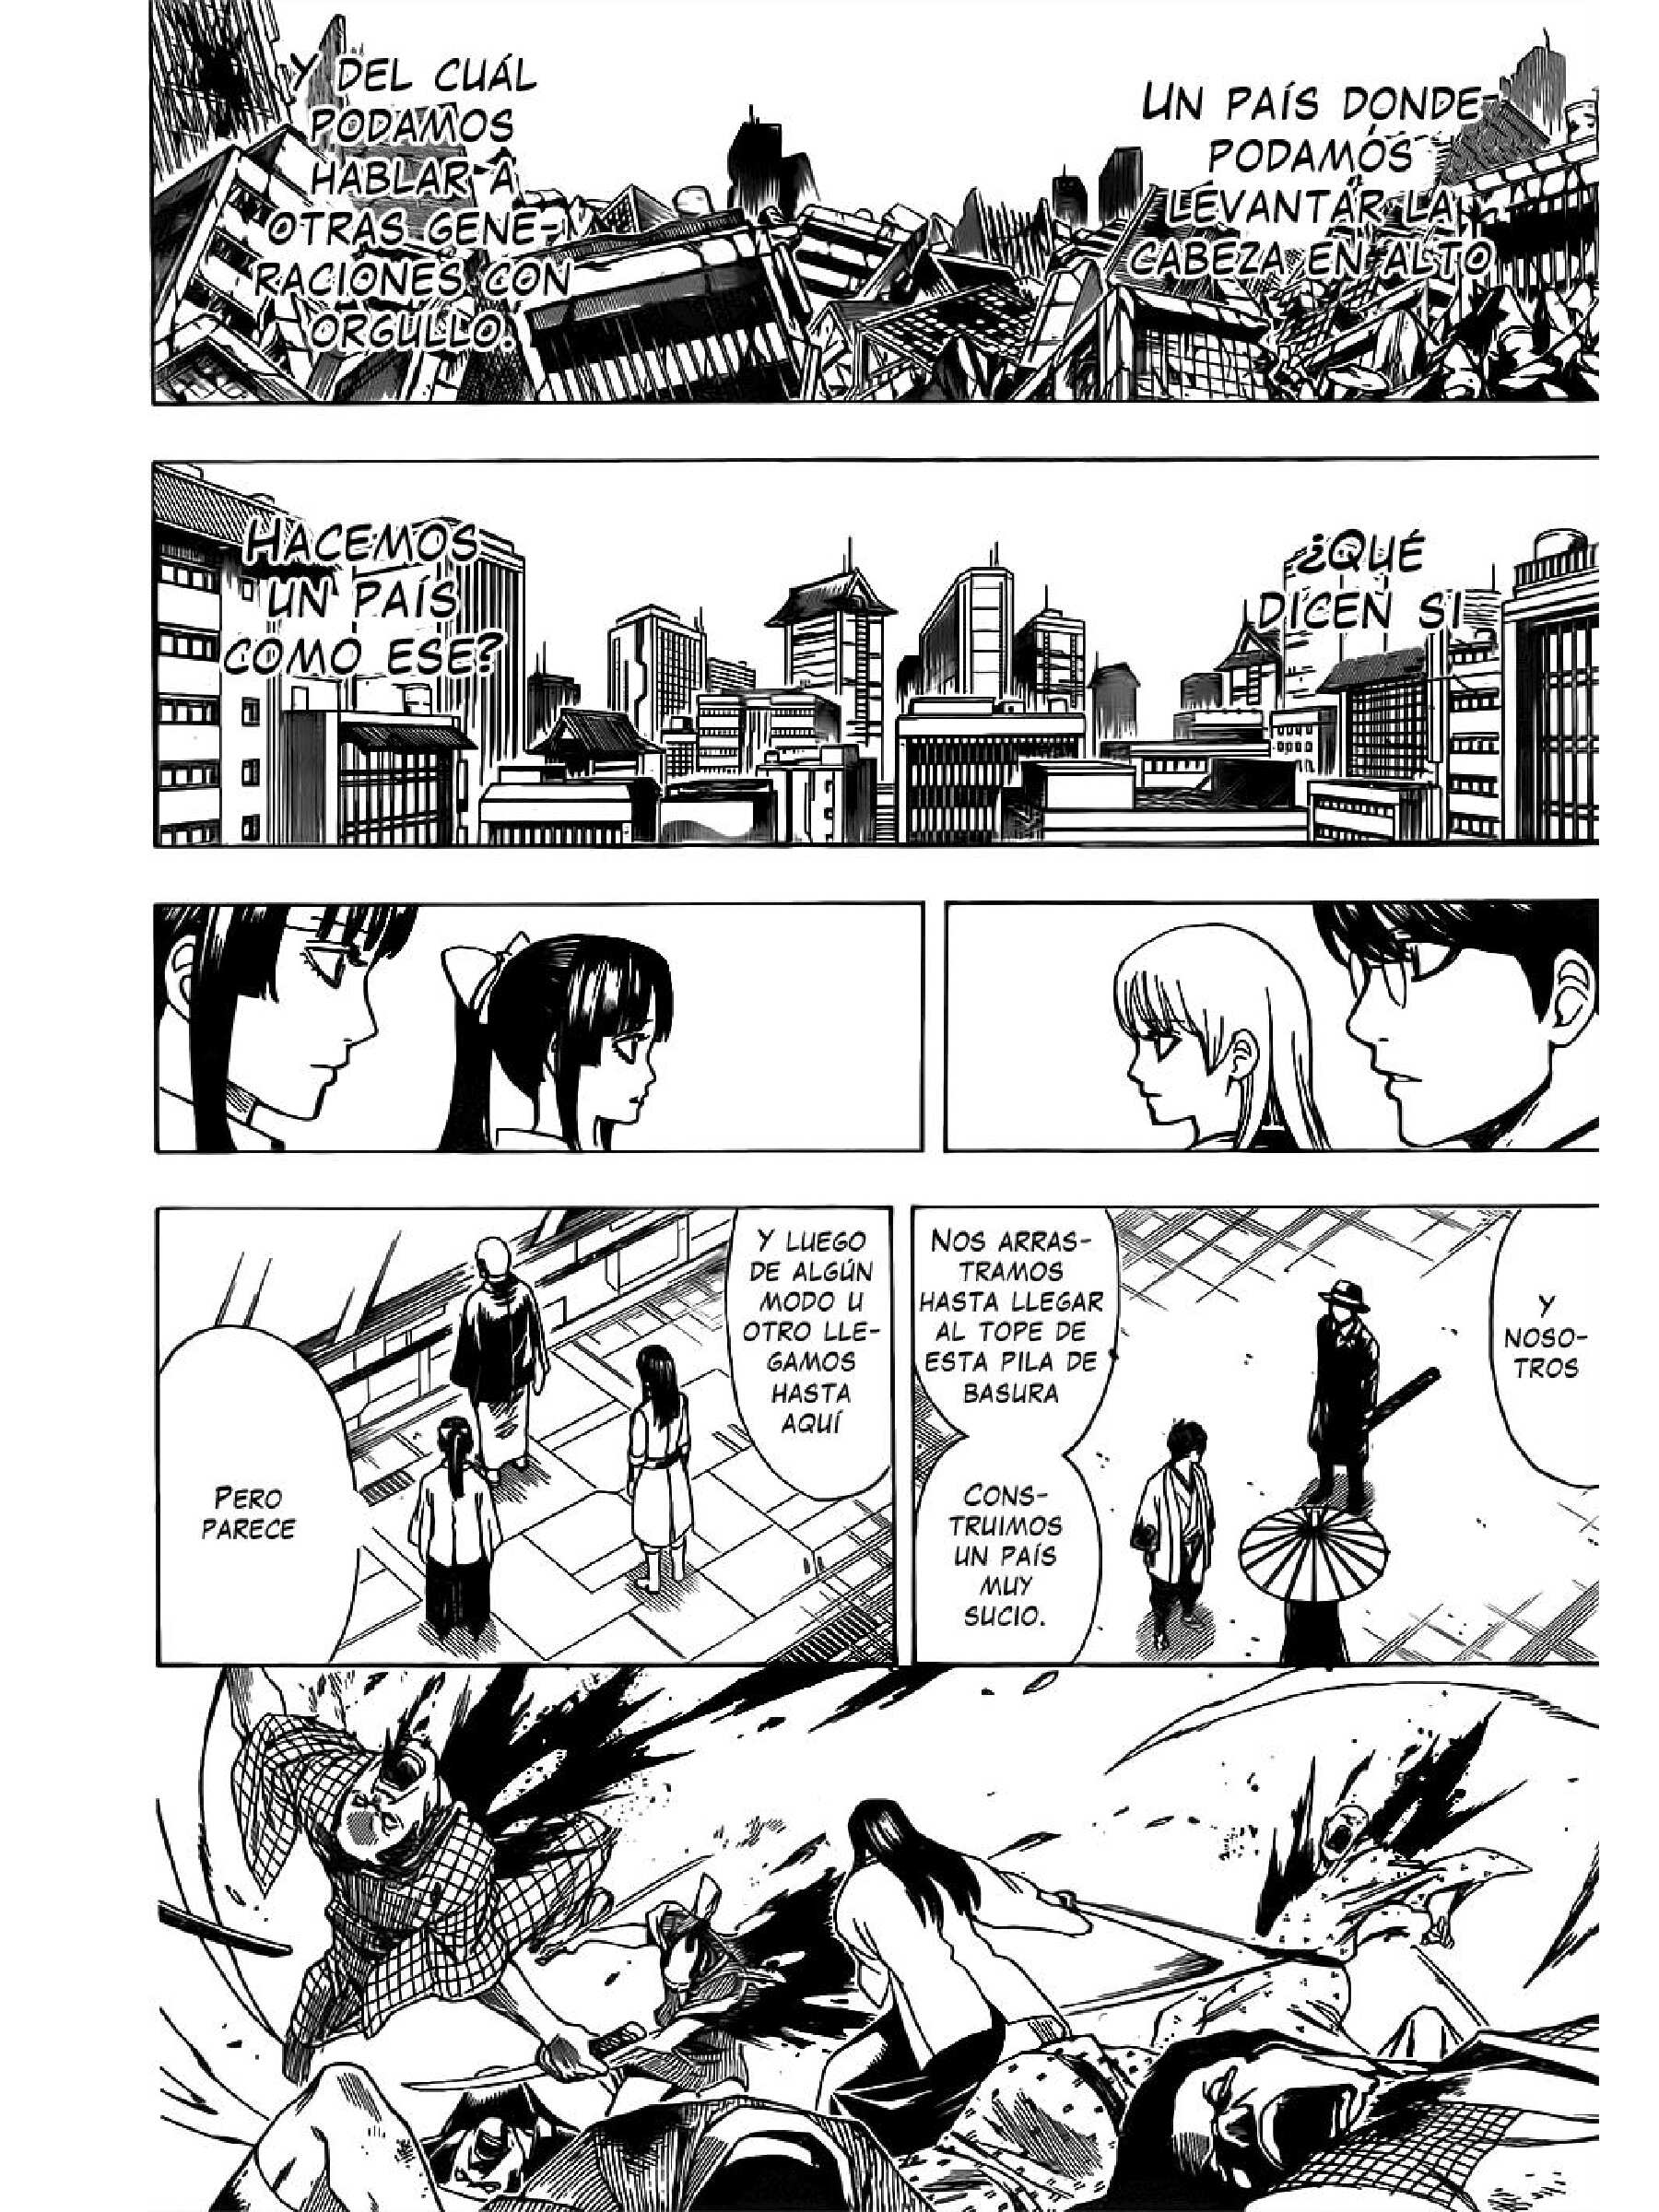 Un país donde
podamos
levantar la
cabeza en alto
Y del cuál
podamos
hablar a
otras gene-
raciones con
orgullo.
¿Qué
dicen si
Hacemos
un país
como ese?
Y
noso-
tros
Nos arras-
tramos
hasta llegar
al tope de
esta pila de
basura
Cons-
truimos
un país
muy
sucio.
Y luego
de algún
modo u
otro lle-
gamos
hasta
aquí
Pero
parece